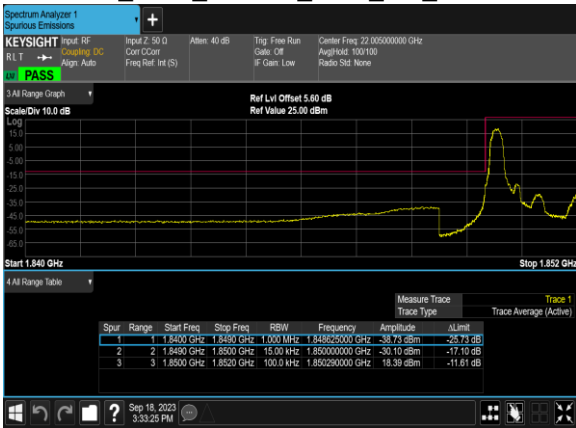 Spectrum Analyzer 1
Spurious Emissions
KEYSIGHT Input: RF Input Z: 50 Ω Atten: 40 dB Trig: Free Run Center Freq: 22.005000000 GHz
RLT Coupling: DC Corr CCorr Gate: Off Avg|Hold: 100/100
Align: Auto Freq Ref: Int (S) IF Gain: Low Radio Std: None
PASS
3 All Range Graph
Ref Lvl Offset 5.60 dB
Scale/Div 10.0 dB Ref Value 25.00 dBm
Log
15.0
5.00
-5.00
-15.0
-25.0
-35.0
-45.0
-55.0
-65.0
Start 1.840 GHz Stop 1.852 GHz
4 All Range Table
Measure Trace Trace 1
Trace Type Trace Average (Active)
Spur Range Start Freq Stop Freq RBW Frequency Amplitude ΔLimit
1 1 1.8400 GHz 1.8490 GHz 1.000 MHz 1.848625000 GHz -38.73 dBm -25.73 dB
2 2 1.8490 GHz 1.8500 GHz 15.00 kHz 1.850000000 GHz -30.10 dBm -17.10 dB
3 3 1.8500 GHz 1.8520 GHz 100.0 kHz 1.850290000 GHz 18.39 dBm -11.61 dB
Sep 18, 2023
3:33:25 PM